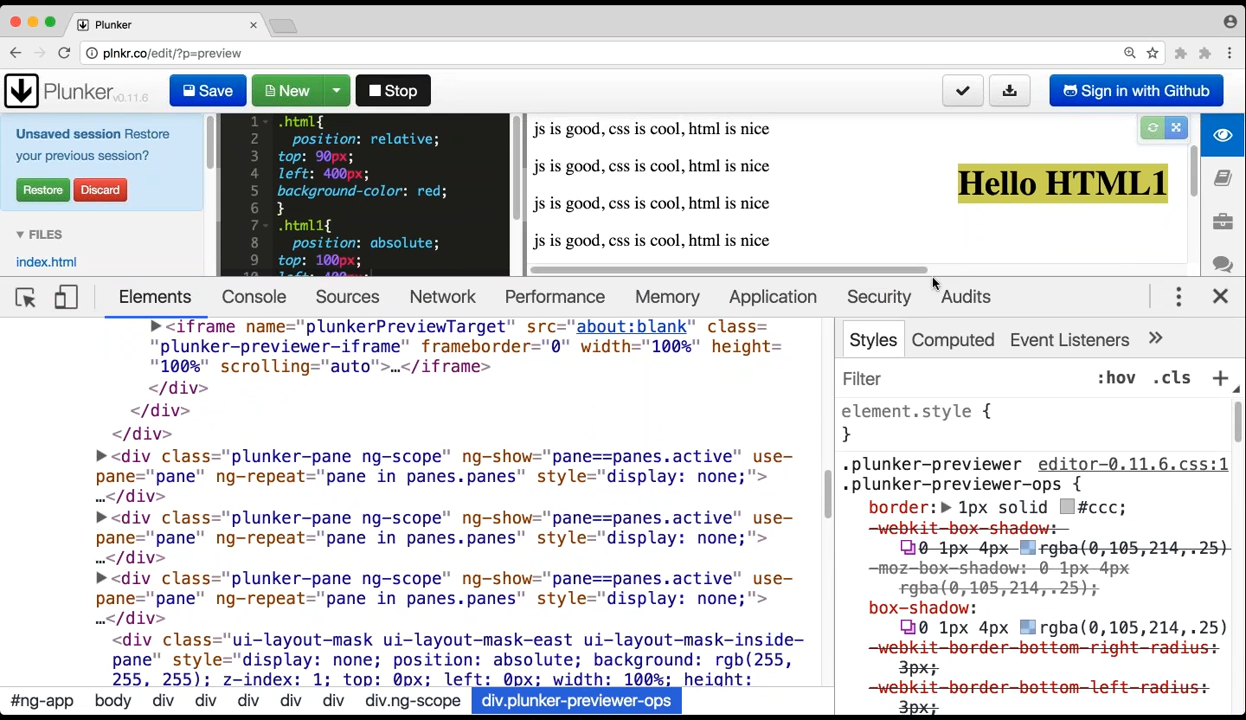 Plunker
plnkr.co/edit/?p=preview
Plunker v0.11.6 Save New Stop Sign in with Github
Unsaved session Restore
your previous session?
Restore Discard
FILES
index.html
1 .html{
2 position: relative;
3 top: 90px;
4 left: 400px;
5 background-color: red;
6 }
7 .html1{
8 position: absolute;
9 top: 100px;
10 left: 400px;
js is good, css is cool, html is nice
js is good, css is cool, html is nice
js is good, css is cool, html is nice
js is good, css is cool, html is nice
Hello HTML1
Elements Console Sources Network Performance Memory Application Security Audits
<iframe name="plunkerPreviewTarget" src="about:blank" class=
"plunker-previewer-iframe" frameborder="0" width="100%" height=
"100%" scrolling="auto">…</iframe>
</div>
</div>
</div>
<div class="plunker-pane ng-scope" ng-show="pane==panes.active" use-
pane="pane" ng-repeat="pane in panes.panes" style="display: none;">
…</div>
<div class="plunker-pane ng-scope" ng-show="pane==panes.active" use-
pane="pane" ng-repeat="pane in panes.panes" style="display: none;">
…</div>
<div class="plunker-pane ng-scope" ng-show="pane==panes.active" use-
pane="pane" ng-repeat="pane in panes.panes" style="display: none;">
…</div>
<div class="ui-layout-mask ui-layout-mask-east ui-layout-mask-inside-
pane" style="display: none; position: absolute; background: rgb(255,
255, 255); z-index: 1; top: 0px; left: 0px; width: 100%; height:
#ng-app body div div div div div div.ng-scope div.plunker-previewer-ops
Styles Computed Event Listeners »
Filter :hov .cls +
element.style {
}
.plunker-previewer editor-0.11.6.css:1
.plunker-previewer-ops {
border: 1px solid #ccc;
-webkit-box-shadow:
0 1px 4px rgba(0,105,214,.25)
-moz-box-shadow: 0 1px 4px
rgba(0,105,214,.25);
box-shadow:
0 1px 4px rgba(0,105,214,.25)
-webkit-border-bottom-right-radius:
3px;
-webkit-border-bottom-left-radius:
3px;